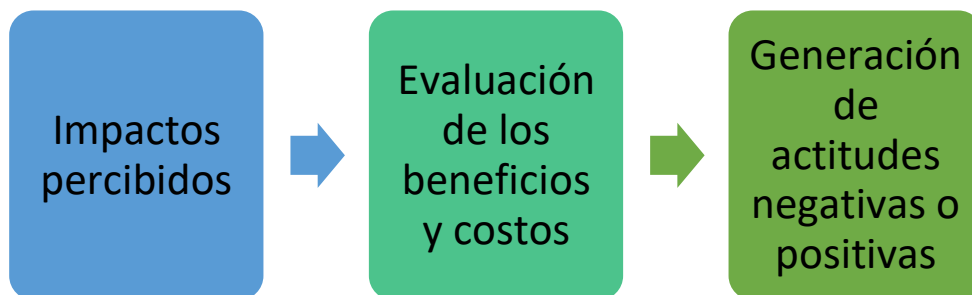 Impactos
percibidos
Evaluación
de los
beneficios
y costos
Generación
de
actitudes
negativas o
positivas